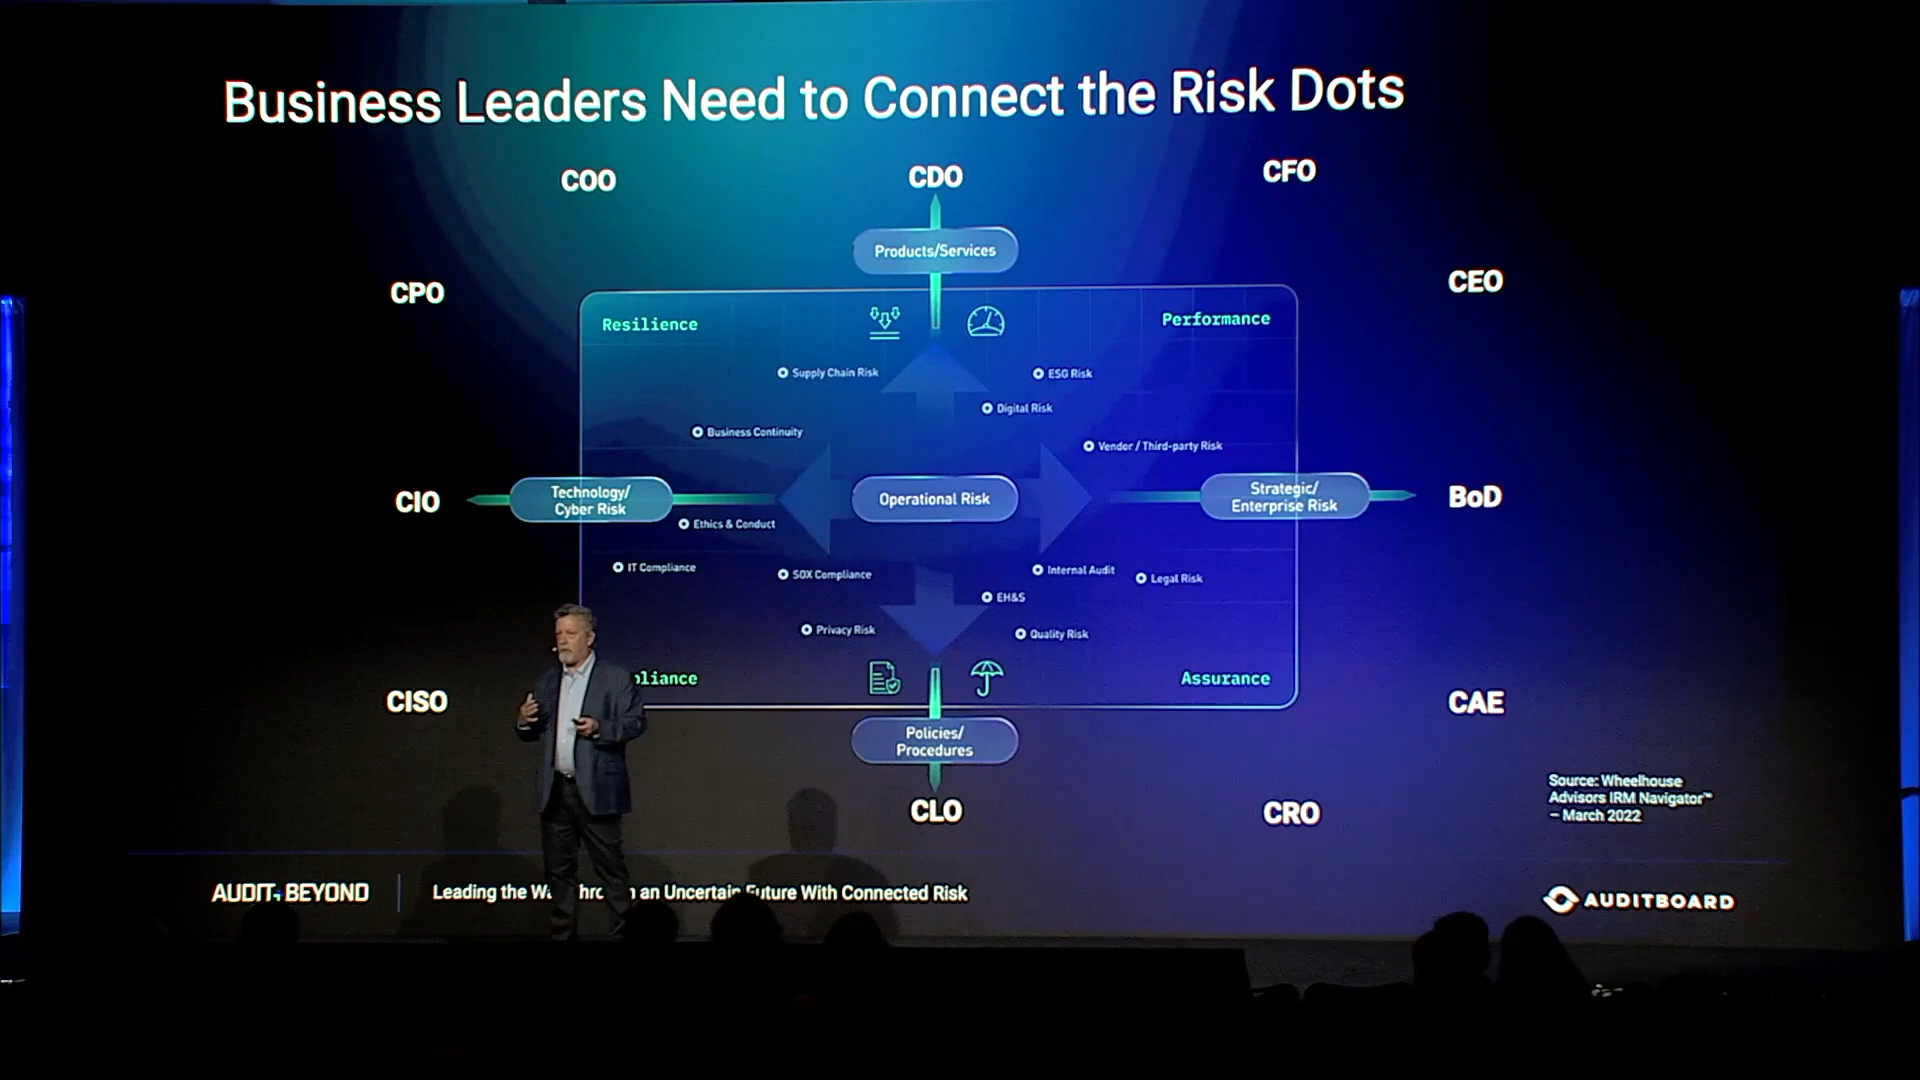 Business Leaders Need to Connect the Risk Dots
COO
CDO
CFO
Products/Services
CPO
CEO
Resilience
Performance
Supply Chain Risk
ESG Risk
Digital Risk
Business Continuity
Vendor / Third-party Risk
CIO
Technology/
Cyber Risk
Operational Risk
Strategic/
Enterprise Risk
BoD
Ethics & Conduct
IT Compliance
SOX Compliance
Internal Audit
Legal Risk
EH&S
Privacy Risk
Quality Risk
pliance
Assurance
CISO
CAE
Policies/
Procedures
CLO
CRO
Source: Wheelhouse
Advisors IRM Navigator™
– March 2022
AUDIT & BEYOND
Leading the Wa hro h an Uncertain Future With Connected Risk
AUDITBOARD